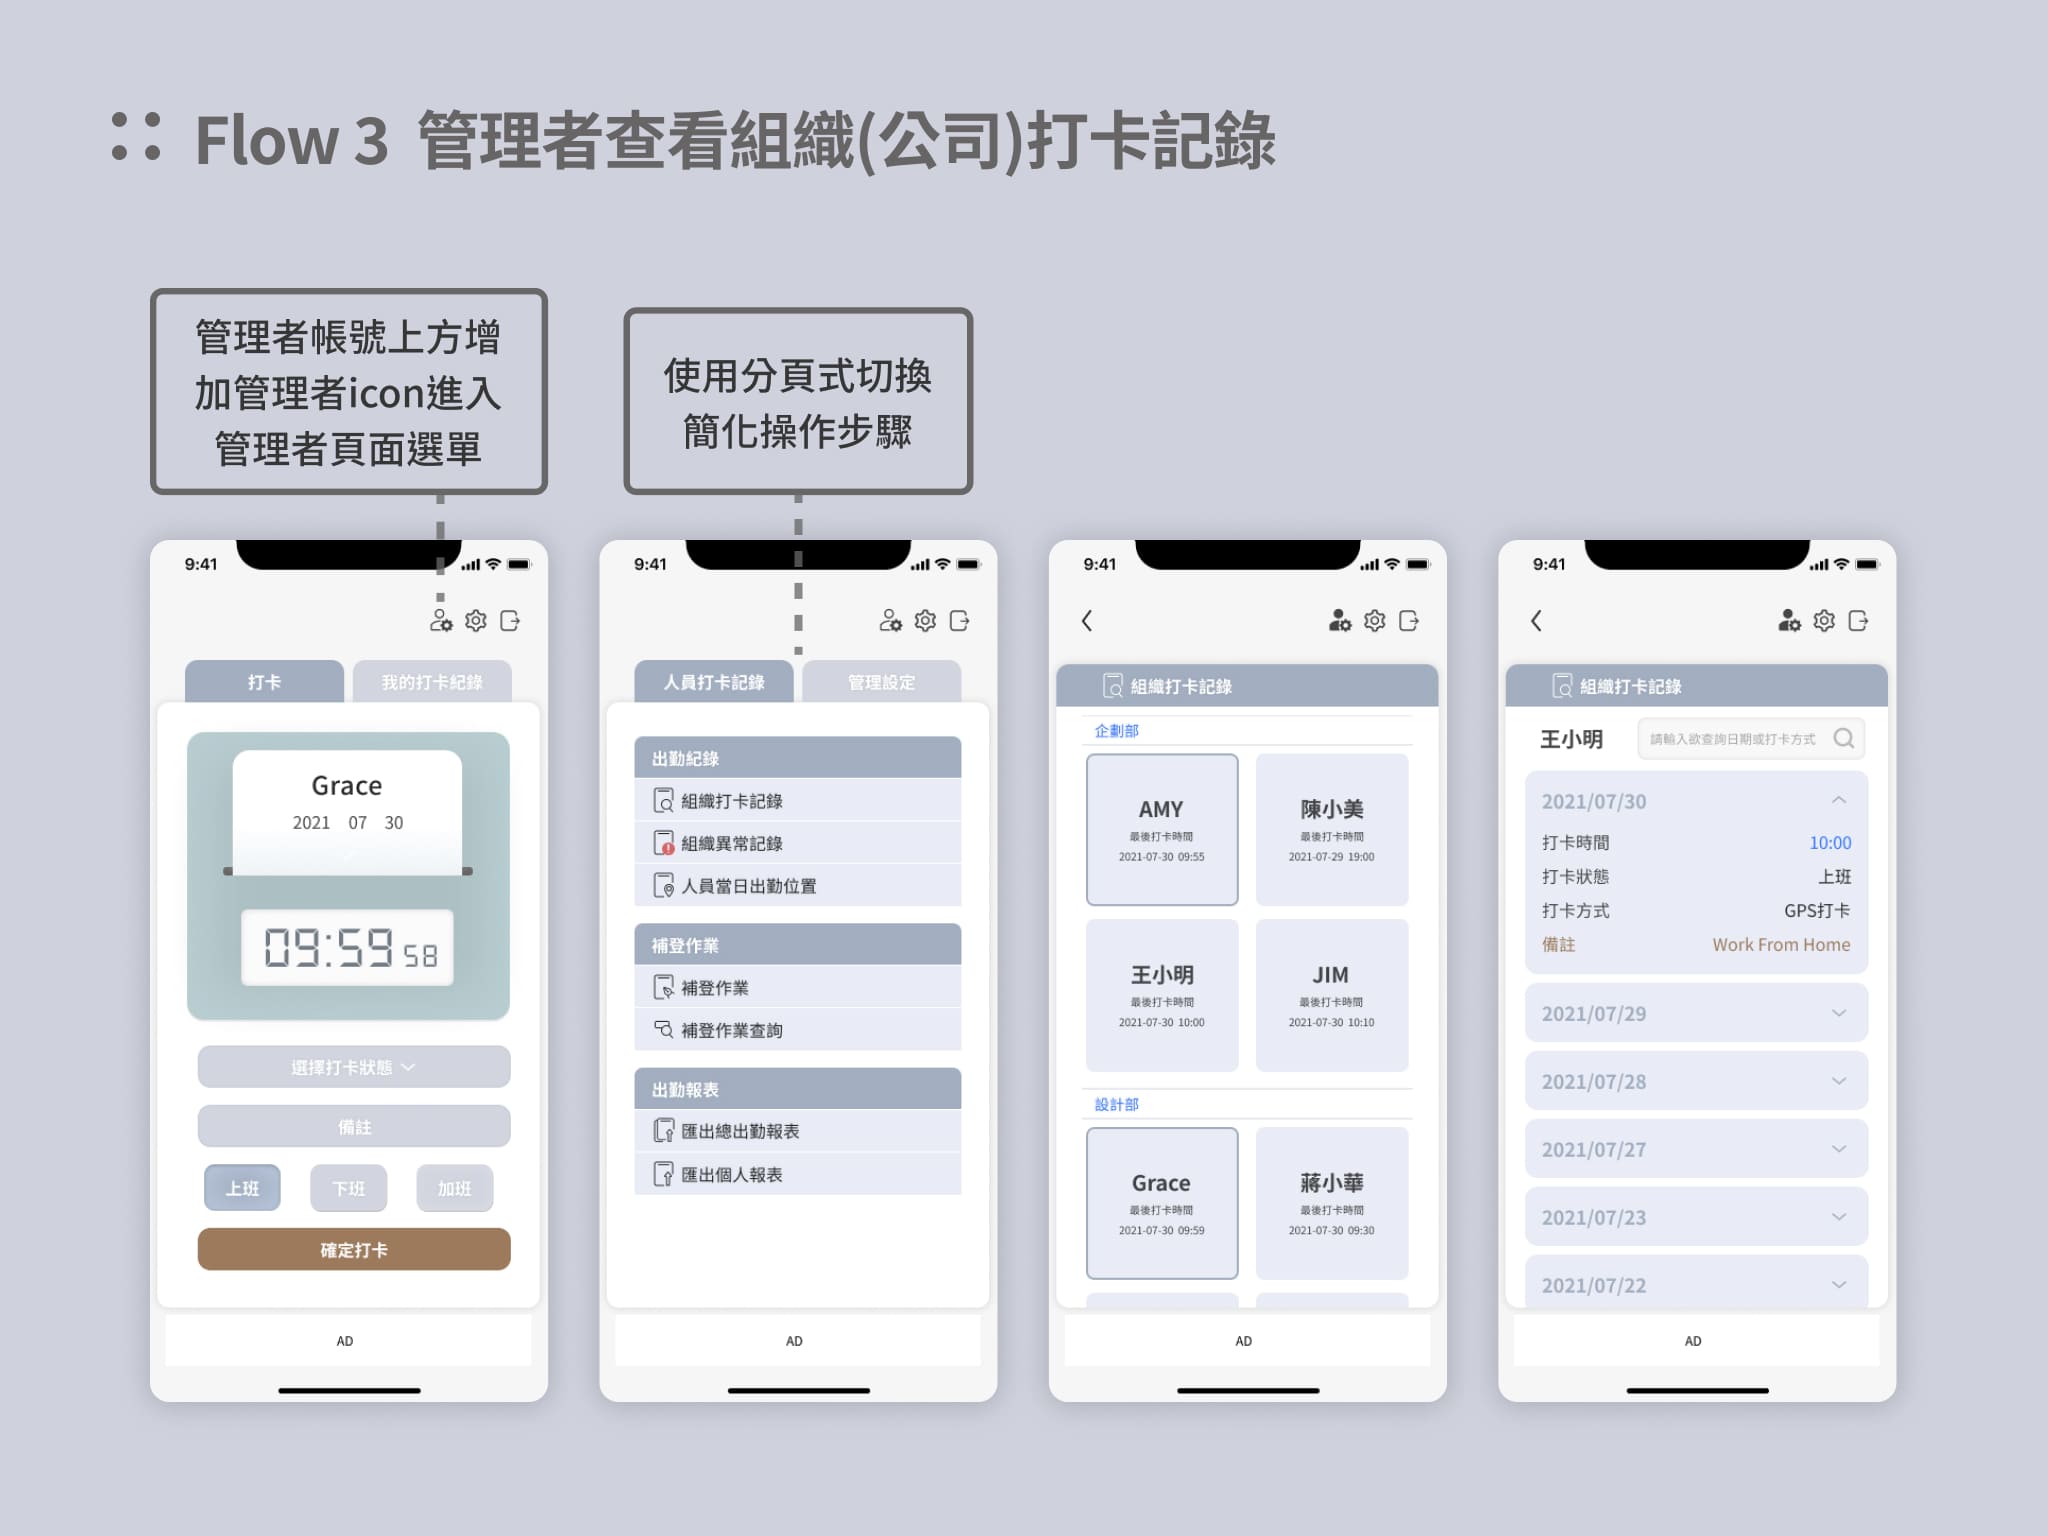 Flow 3 管理者查看組織(公司)打卡記錄
管理者帳號上方增
加管理者icon進入
管理者頁面選單
使用分頁式切換
簡化操作步驟
9:41
打卡
我的打卡紀錄
Grace
2021 07 30
09:59 58
選擇打卡狀態
備註
上班
下班
加班
確定打卡
AD
9:41
人員打卡記錄
管理設定
出勤紀錄
組織打卡記錄
組織異常記錄
人員當日出勤位置
補登作業
補登作業
補登作業查詢
出勤報表
匯出總出勤報表
匯出個人報表
AD
9:41
組織打卡記錄
企劃部
AMY
最後打卡時間
2021-07-30 09:55
陳小美
最後打卡時間
2021-07-29 19:00
王小明
最後打卡時間
2021-07-30 10:00
JIM
最後打卡時間
2021-07-30 10:10
設計部
Grace
最後打卡時間
2021-07-30 09:59
蔣小華
最後打卡時間
2021-07-30 09:30
AD
9:41
組織打卡記錄
王小明
請輸入欲查詢日期或打卡方式
2021/07/30
打卡時間 10:00
打卡狀態 上班
打卡方式 GPS打卡
備註 Work From Home
2021/07/29
2021/07/28
2021/07/27
2021/07/23
2021/07/22
AD